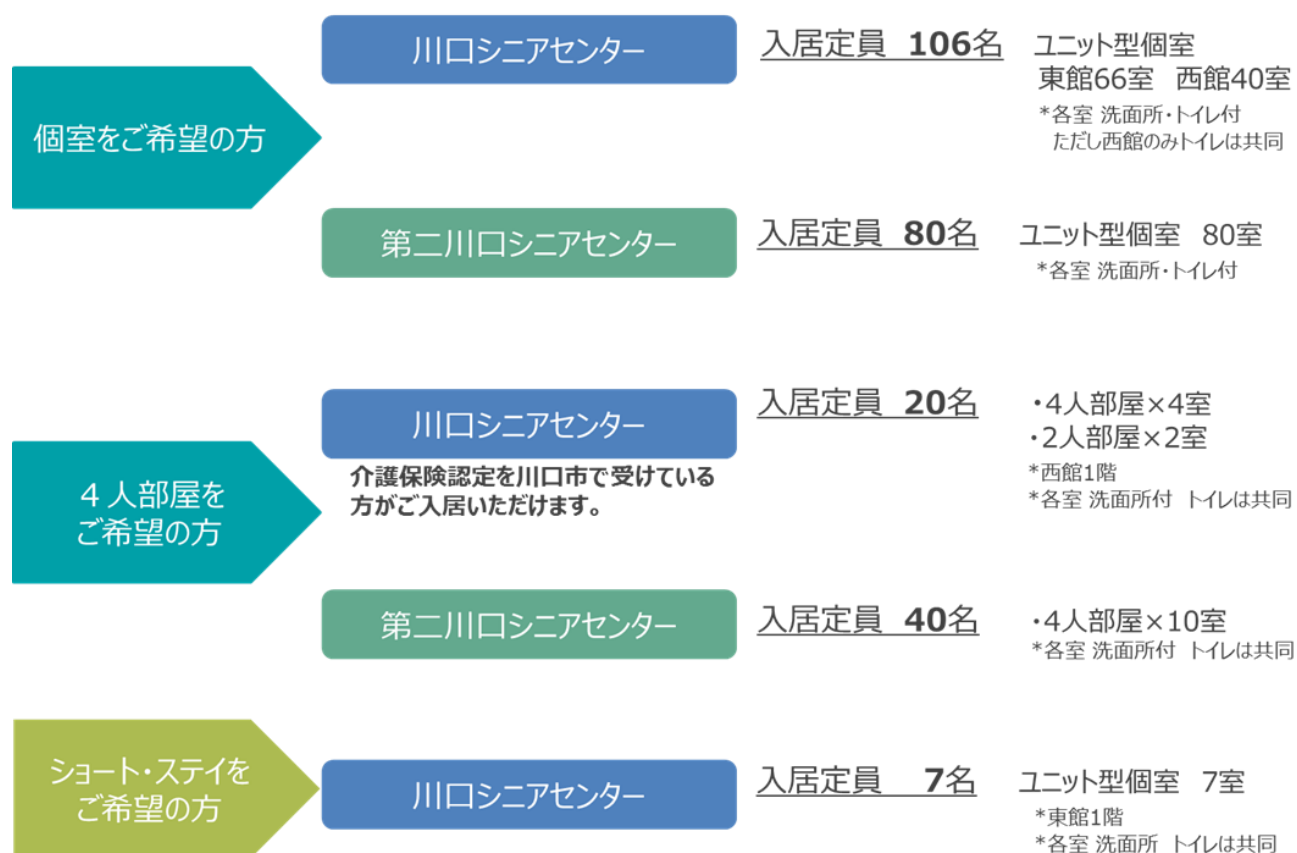 個室をご希望の方
川口シニアセンター
入居定員 106名
ユニット型個室
東館66室 西館40室
*各室 洗面所・トイレ付
ただし西館のみトイレは共同
第二川口シニアセンター
入居定員 80名
ユニット型個室 80室
*各室 洗面所・トイレ付
４人部屋を
ご希望の方
川口シニアセンター
介護保険認定を川口市で受けている
方がご入居いただけます。
入居定員 20名
・4人部屋×4室
・2人部屋×2室
*西館1階
*各室 洗面所付 トイレは共同
第二川口シニアセンター
入居定員 40名
・4人部屋×10室
*各室 洗面所付 トイレは共同
ショート・ステイを
ご希望の方
川口シニアセンター
入居定員 7名
ユニット型個室 7室
*東館1階
*各室 洗面所 トイレは共同